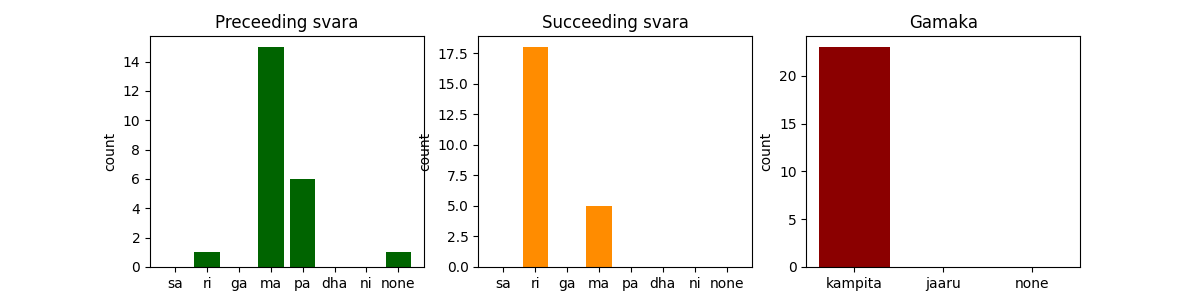 Preceeding svara
count
14
12
10
8
6
4
2
0
sa ri ga ma pa dha ni none
Succeeding svara
count
17.5
15.0
12.5
10.0
7.5
5.0
2.5
0.0
sa ri ga ma pa dha ni none
Gamaka
count
20
15
10
5
0
kampita jaaru none